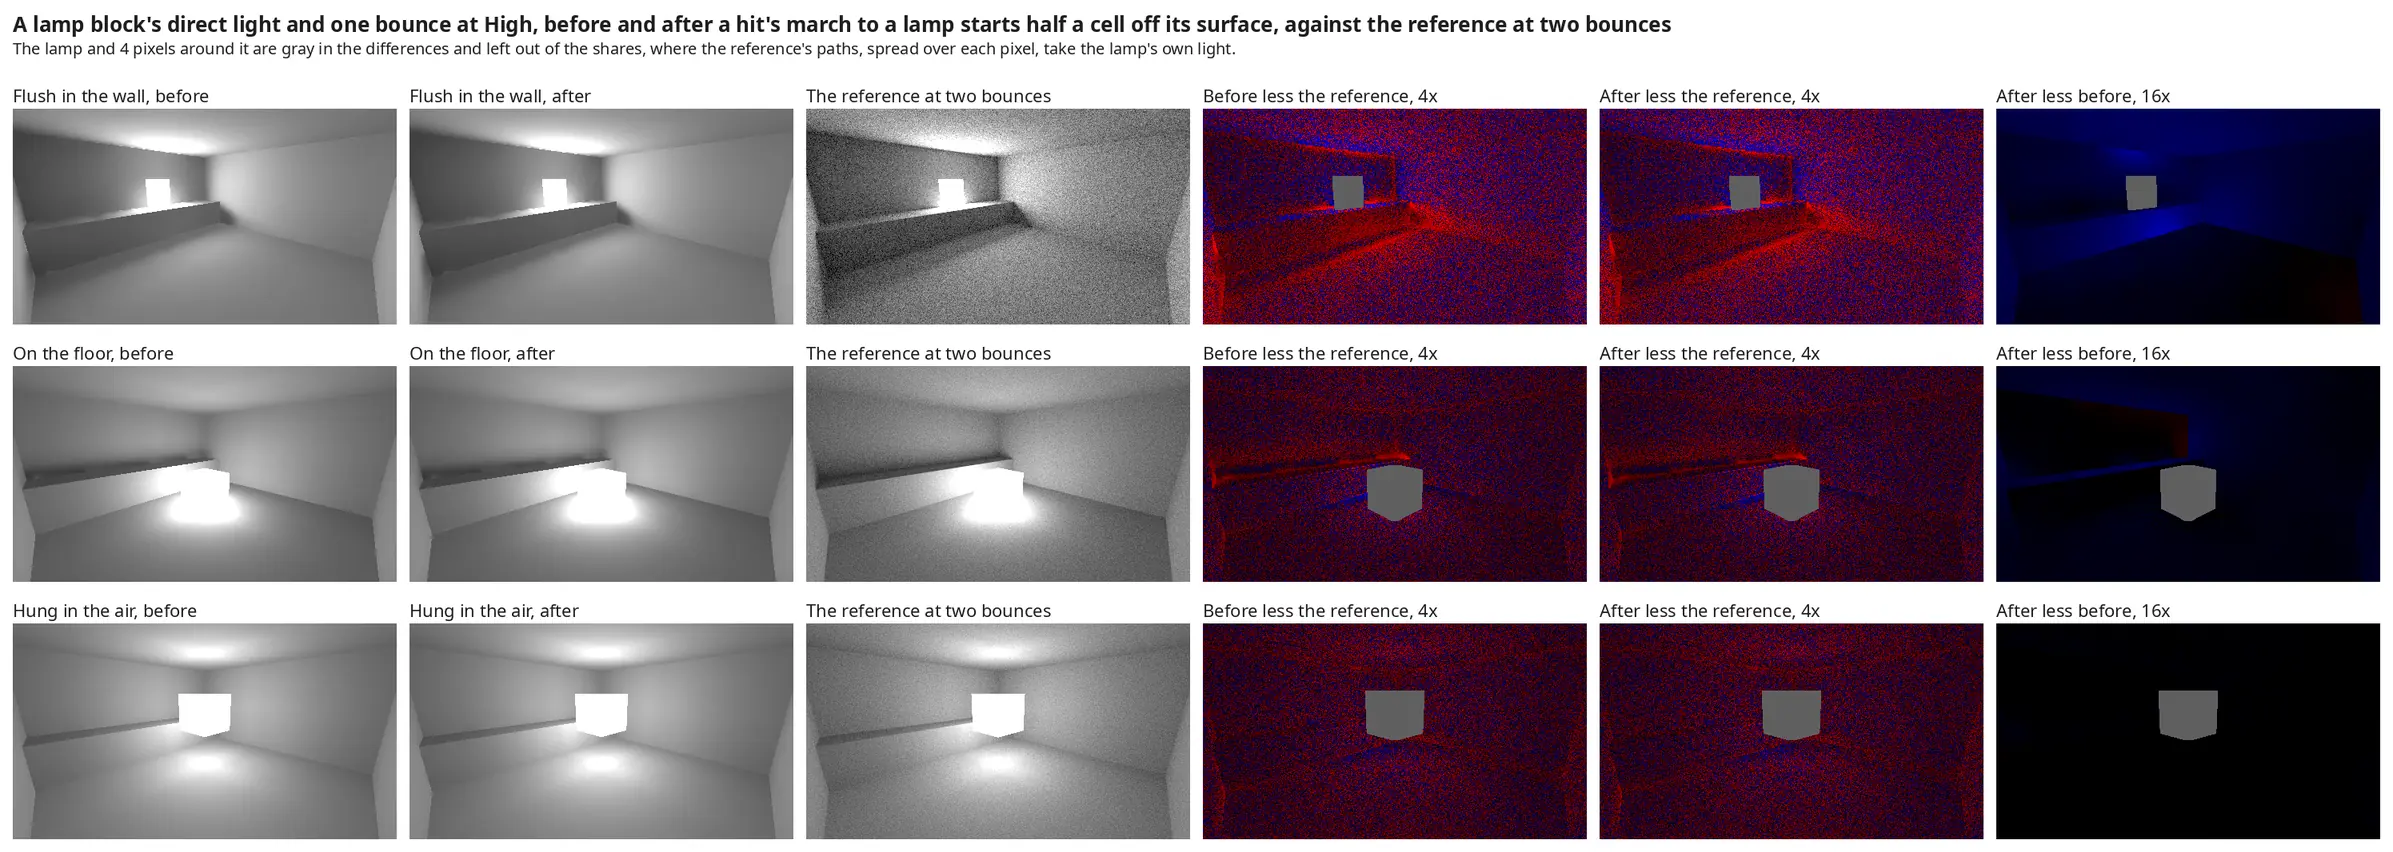 A lamp block's direct light and one bounce at High, before and after a hit's march to a lamp starts half a cell off its surface, against the reference at two bounces
The lamp and 4 pixels around it are gray in the differences and left out of the shares, where the reference's paths, spread over each pixel, take the lamp's own light.
Flush in the wall, before
Flush in the wall, after
The reference at two bounces
Before less the reference, 4x
After less the reference, 4x
After less before, 16x
On the floor, before
On the floor, after
The reference at two bounces
Before less the reference, 4x
After less the reference, 4x
After less before, 16x
Hung in the air, before
Hung in the air, after
The reference at two bounces
Before less the reference, 4x
After less the reference, 4x
After less before, 16x